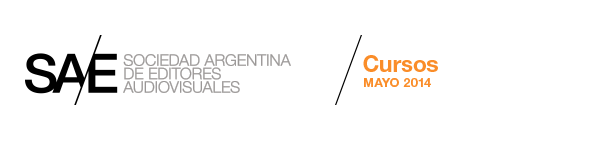 SA/E
SOCIEDAD ARGENTINA
DE EDITORES
AUDIOVISUALES
Cursos
MAYO 2014